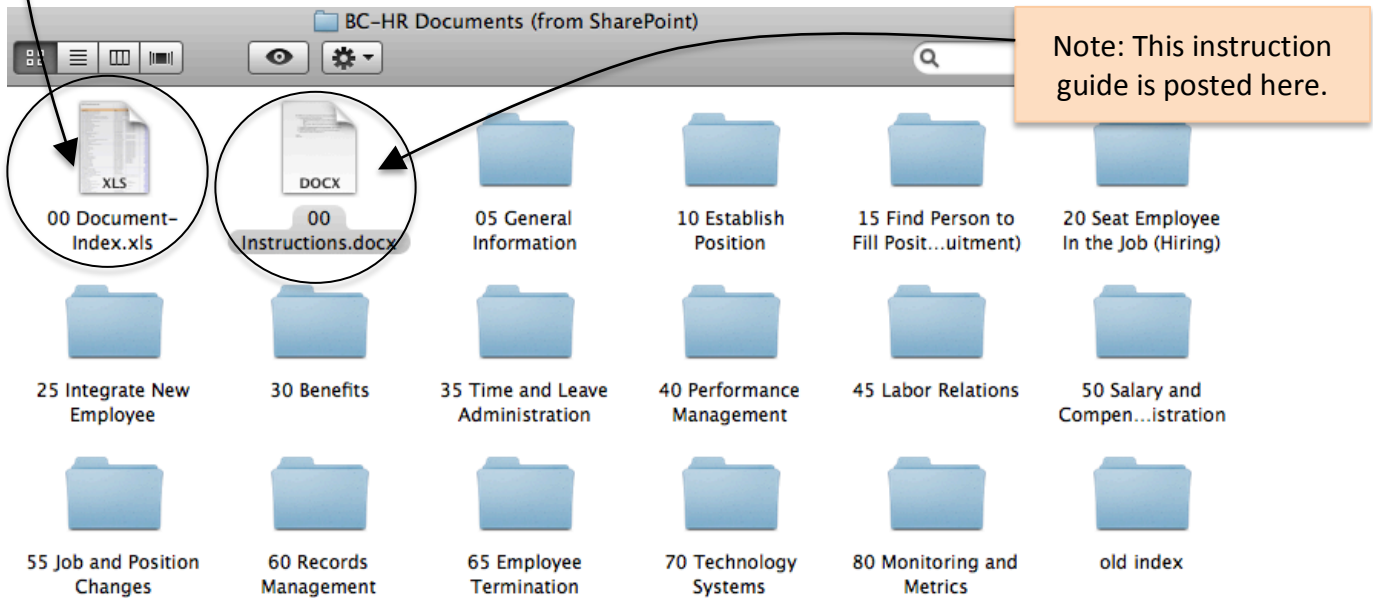 BC-HR Documents (from SharePoint)
Note: This instruction
guide is posted here.
XLS
DOCX
00 Document-
Index.xls
00
Instructions.docx
05 General
Information
10 Establish
Position
15 Find Person to
Fill Posit...uitment)
20 Seat Employee
In the Job (Hiring)
25 Integrate New
Employee
30 Benefits
35 Time and Leave
Administration
40 Performance
Management
45 Labor Relations
50 Salary and
Compen...istration
55 Job and Position
Changes
60 Records
Management
65 Employee
Termination
70 Technology
Systems
80 Monitoring and
Metrics
old index